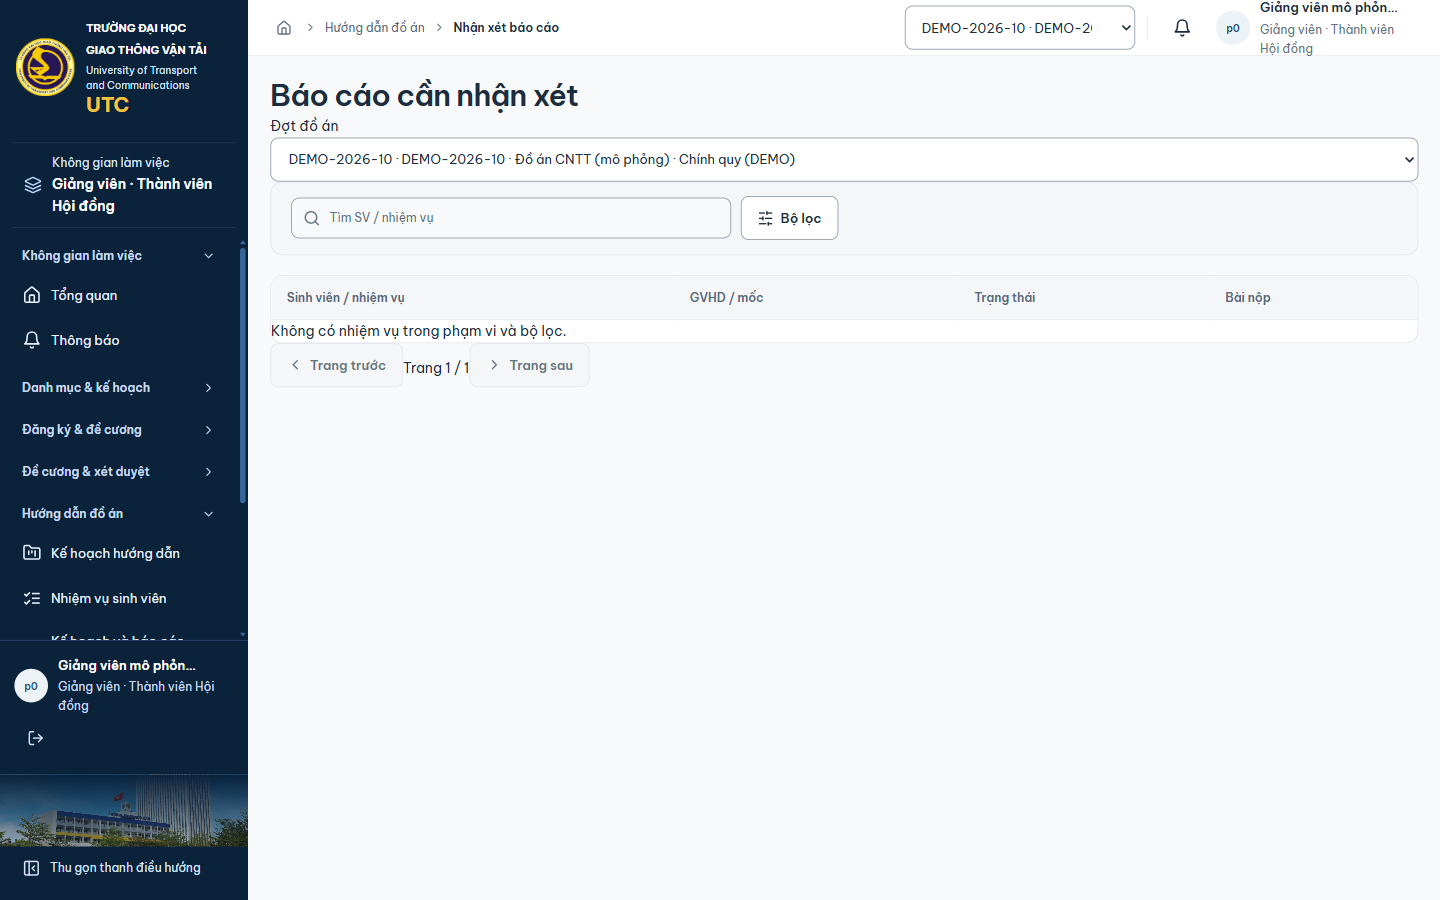 TRƯỜNG ĐẠI HỌC
GIAO THÔNG VẬN TẢI
University of Transport
and Communications
UTC
Không gian làm việc
Giảng viên · Thành viên
Hội đồng
Không gian làm việc
Tổng quan
Thông báo
Danh mục & kế hoạch
Đăng ký & đề cương
Đề cương & xét duyệt
Hướng dẫn đồ án
Kế hoạch hướng dẫn
Nhiệm vụ sinh viên
Kế hoạch và báo cáo
p0
Giảng viên mô phỏn...
Giảng viên · Thành viên Hội
đồng
Thu gọn thanh điều hướng
Hướng dẫn đồ án
Nhận xét báo cáo
DEMO-2026-10 · DEMO-2
p0
Giảng viên mô phỏn...
Giảng viên · Thành viên
Hội đồng
Báo cáo cần nhận xét
Đợt đồ án
DEMO-2026-10 · DEMO-2026-10 · Đồ án CNTT (mô phỏng) · Chính quy (DEMO)
Tìm SV / nhiệm vụ
Bộ lọc
Sinh viên / nhiệm vụ GVHD / mốc Trạng thái Bài nộp
Không có nhiệm vụ trong phạm vi và bộ lọc.
Trang trước Trang 1 / 1 Trang sau